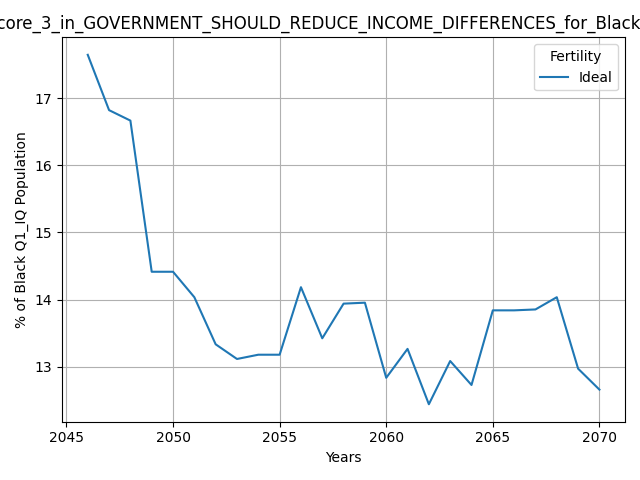 core_3_in_GOVERNMENT_SHOULD_REDUCE_INCOME_DIFFERENCES_for_Black
Fertility
Ideal
% of Black Q1_IQ Population
17
16
15
14
13
2045 2050 2055 2060 2065 2070
Years